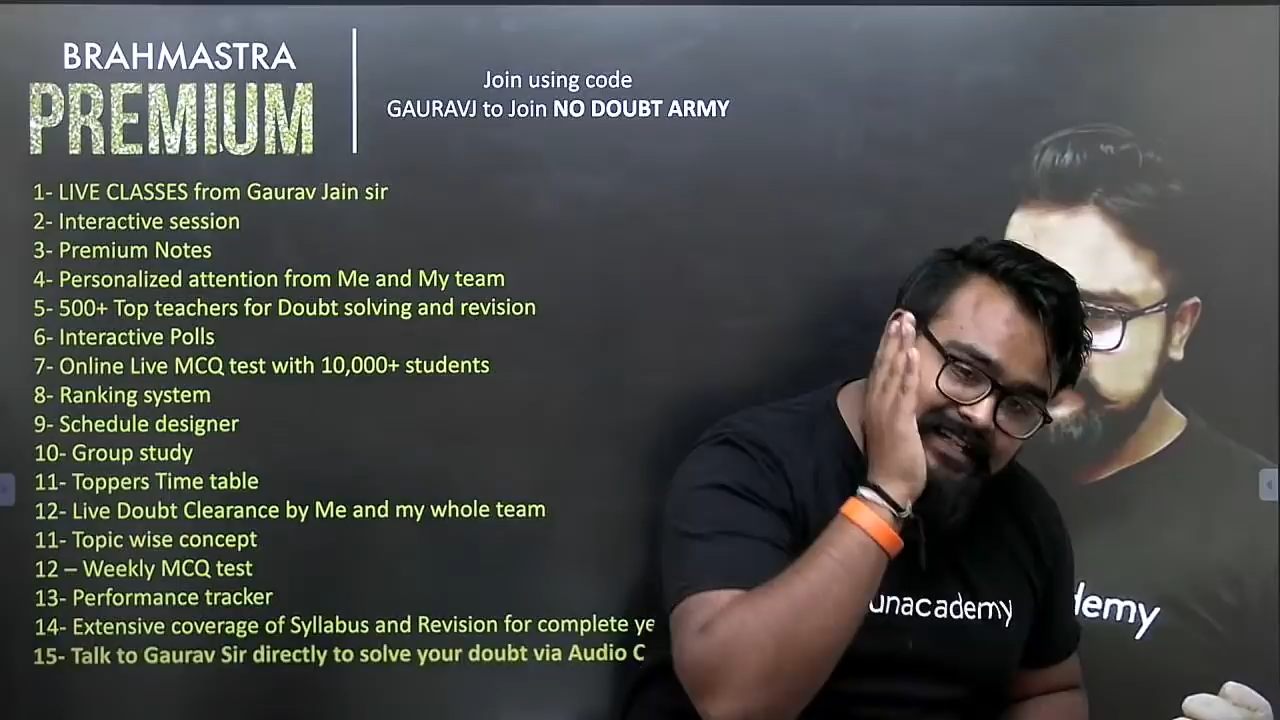 BRAHMASTRA
PREMIUM
Join using code
GAURAVJ to Join NO DOUBT ARMY
1- LIVE CLASSES from Gaurav Jain sir
2- Interactive session
3- Premium Notes
4- Personalized attention from Me and My team
5- 500+ Top teachers for Doubt solving and revision
6- Interactive Polls
7- Online Live MCQ test with 10,000+ students
8- Ranking system
9- Schedule designer
10- Group study
11- Toppers Time table
12- Live Doubt Clearance by Me and my whole team
11- Topic wise concept
12 – Weekly MCQ test
13- Performance tracker
14- Extensive coverage of Syllabus and Revision for complete
15- Talk to Gaurav Sir directly to solve your doubt via Audio
unacademy